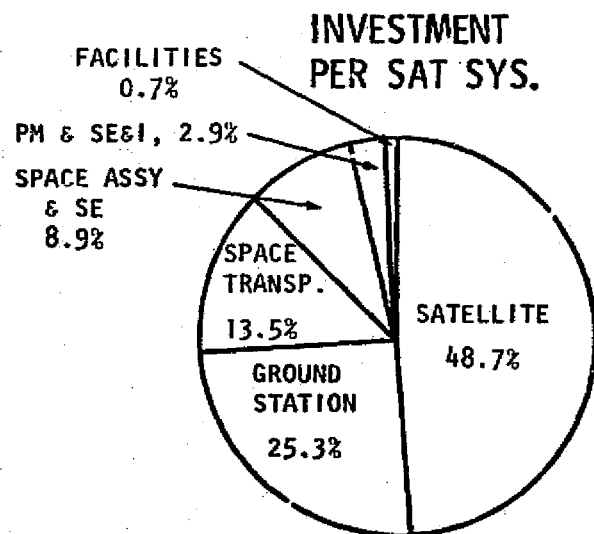 INVESTMENT
PER SAT SYS.
FACILITIES
0.7%
PM & SE&I, 2.9%
SPACE ASSY
& SE
8.9%
SPACE
TRANSP.
13.5%
SATELLITE
48.7%
GROUND
STATION
25.3%